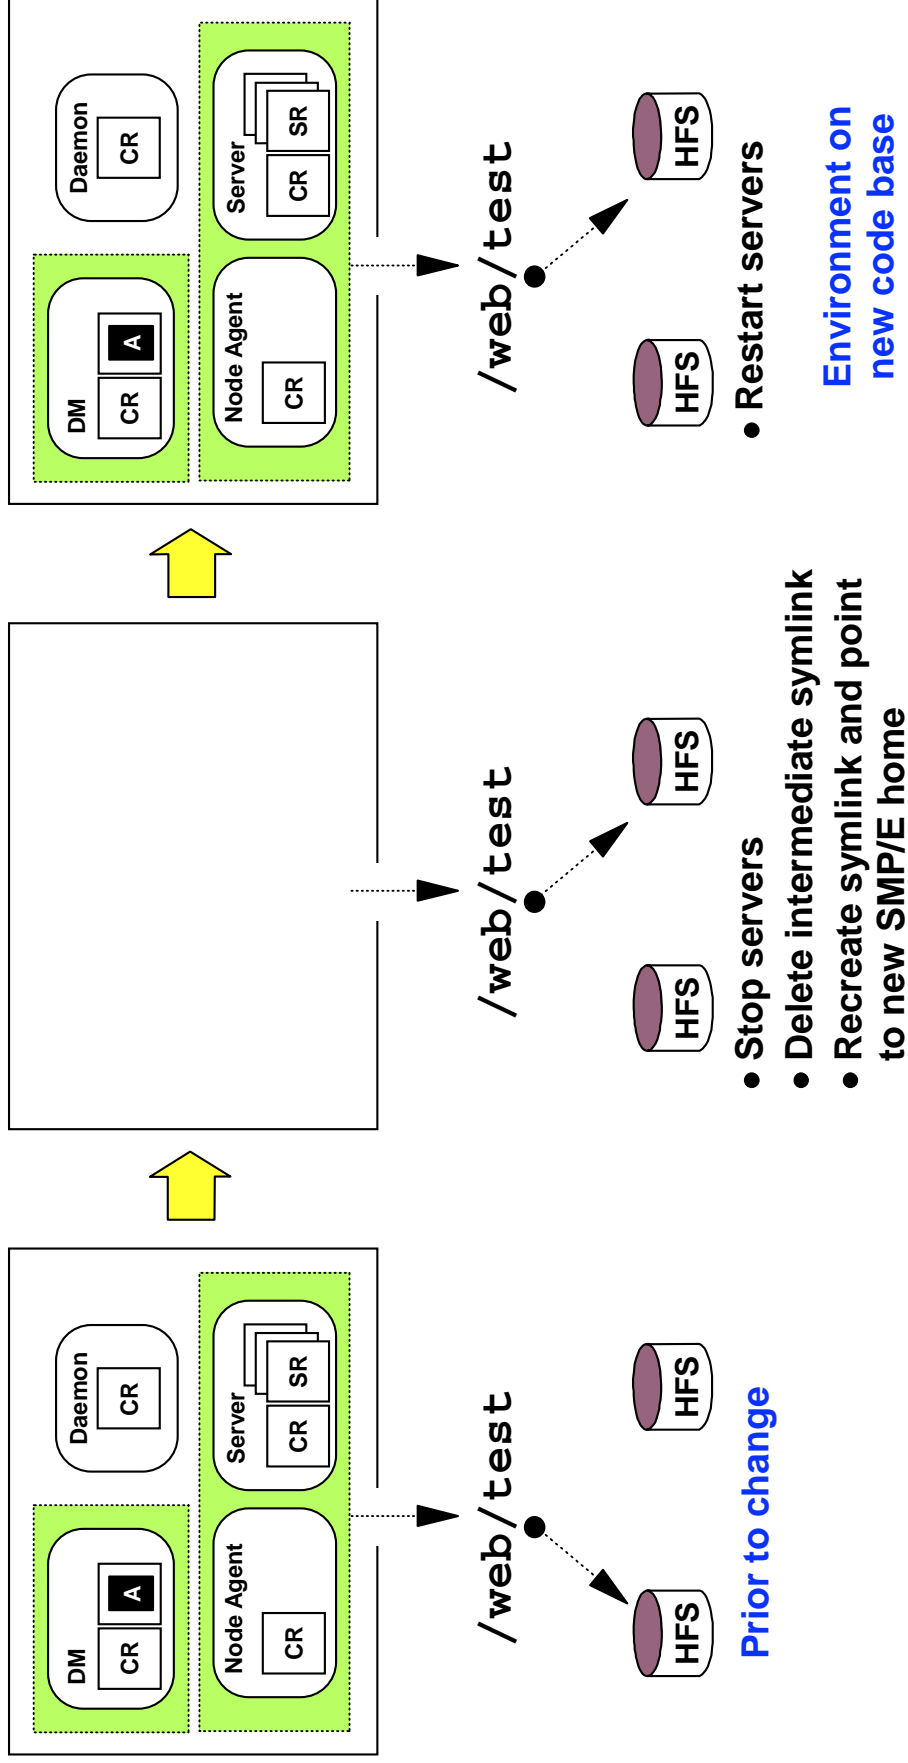 DM
CR
A
Daemon
CR
Node Agent
CR
Server
CR
SR
/web/test
HFS
HFS
Prior to change
/web/test
HFS
HFS
● Stop servers
● Delete intermediate symlink
● Recreate symlink and point
to new SMP/E home
DM
CR
A
Daemon
CR
Node Agent
CR
Server
CR
SR
/web/test
HFS
HFS
● Restart servers
Environment on
new code base